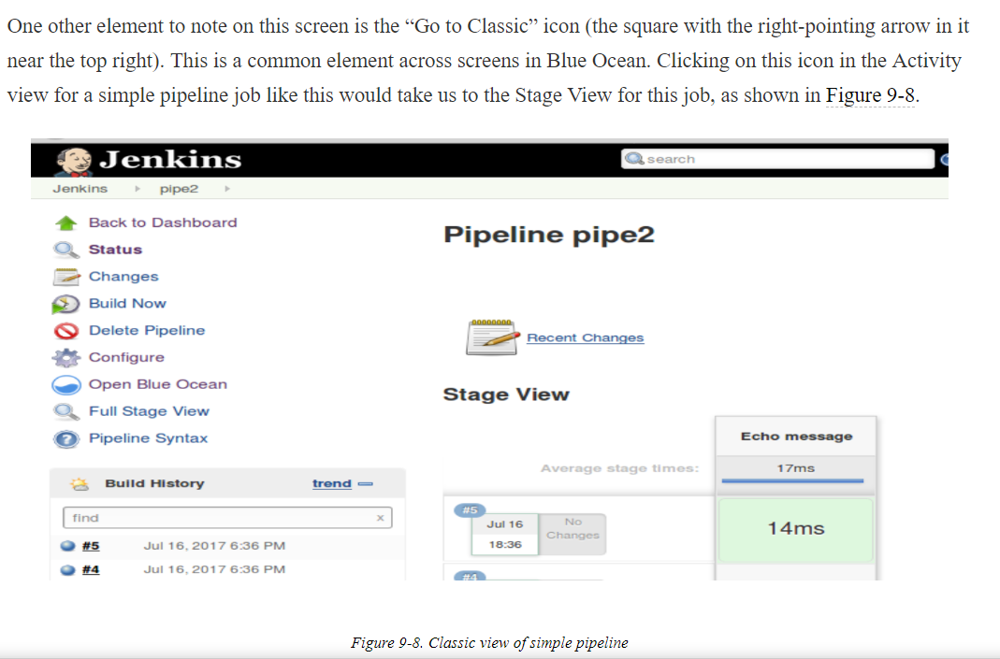 One other element to note on this screen is the “Go to Classic” icon (the square with the right-pointing arrow in it
near the top right). This is a common element across screens in Blue Ocean. Clicking on this icon in the Activity
view for a simple pipeline job like this would take us to the Stage View for this job, as shown in Figure 9-8.
Jenkins
search
Jenkins
pipe2
Back to Dashboard
Status
Changes
Build Now
Delete Pipeline
Configure
Open Blue Ocean
Full Stage View
Pipeline Syntax
Build History
trend
find
x
#5 Jul 16, 2017 6:36 PM
#4 Jul 16, 2017 6:36 PM
Pipeline pipe2
Recent Changes
Stage View
Echo message
Average stage times:
17ms
#5
Jul 16
18:36
No
Changes
14ms
#4
Figure 9-8. Classic view of simple pipeline